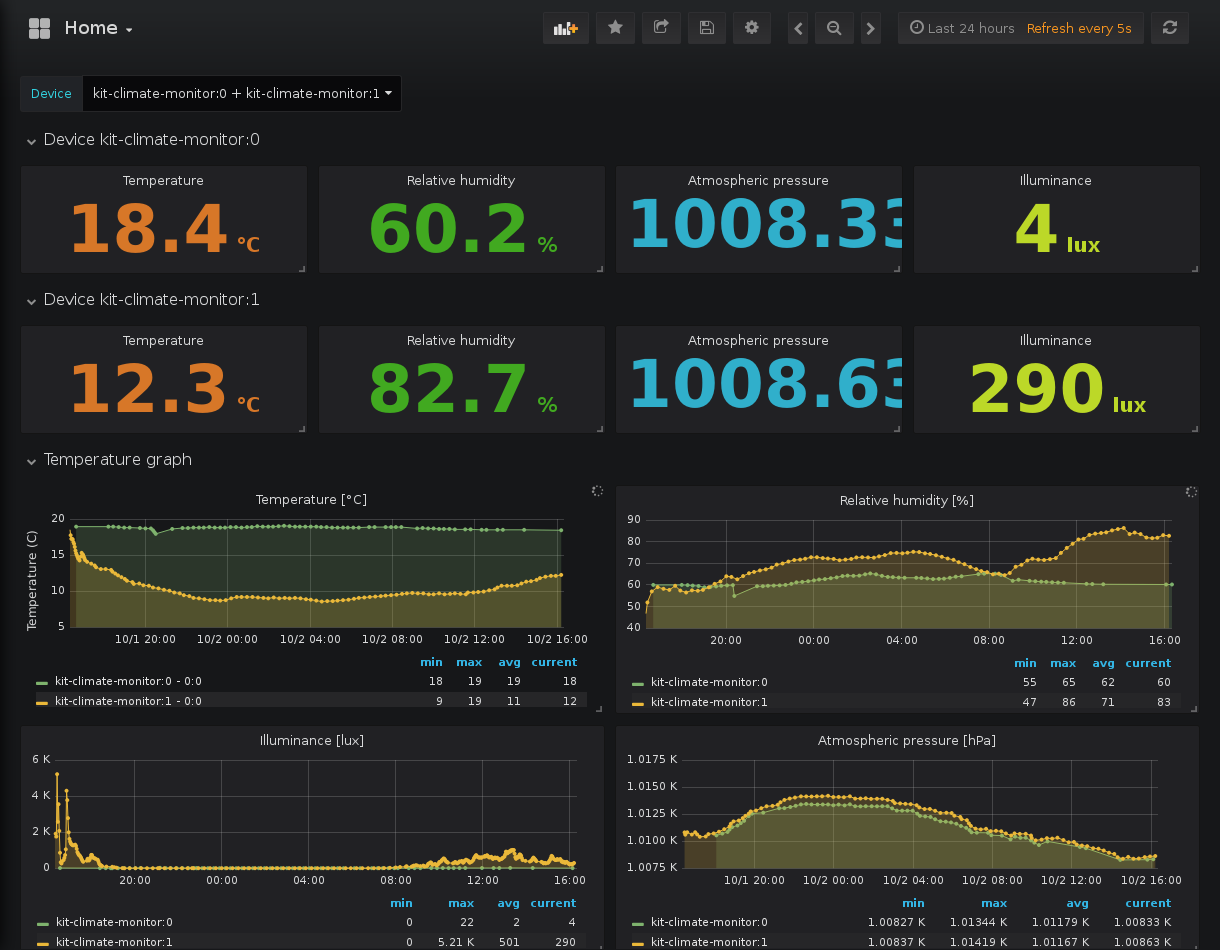 Home
Last 24 hours Refresh every 5s
Device kit-climate-monitor:0 + kit-climate-monitor:1
Device kit-climate-monitor:0
Temperature Relative humidity Atmospheric pressure Illuminance
18.4 °C 60.2 % 1008.33 4 lux
Device kit-climate-monitor:1
Temperature Relative humidity Atmospheric pressure Illuminance
12.3 °C 82.7 % 1008.63 290 lux
Temperature graph
Temperature [°C]
Temperature (C)
20
15
10
5
10/1 20:00 10/2 00:00 10/2 04:00 10/2 08:00 10/2 12:00 10/2 16:00
min max avg current
kit-climate-monitor:0 - 0:0 18 19 19 18
kit-climate-monitor:1 - 0:0 9 19 11 12
Relative humidity [%]
90
80
70
60
50
40
20:00 00:00 04:00 08:00 12:00 16:00
min max avg current
kit-climate-monitor:0 55 65 62 60
kit-climate-monitor:1 47 86 71 83
Illuminance [lux]
6 K
4 K
2 K
0
20:00 00:00 04:00 08:00 12:00 16:00
min max avg current
kit-climate-monitor:0 0 22 2 4
kit-climate-monitor:1 0 5.21 K 501 290
Atmospheric pressure [hPa]
1.0175 K
1.0150 K
1.0125 K
1.0100 K
1.0075 K
10/1 20:00 10/2 00:00 10/2 04:00 10/2 08:00 10/2 12:00 10/2 16:00
min max avg current
kit-climate-monitor:0 1.00827 K 1.01344 K 1.01179 K 1.00833 K
kit-climate-monitor:1 1.00837 K 1.01419 K 1.01167 K 1.00863 K